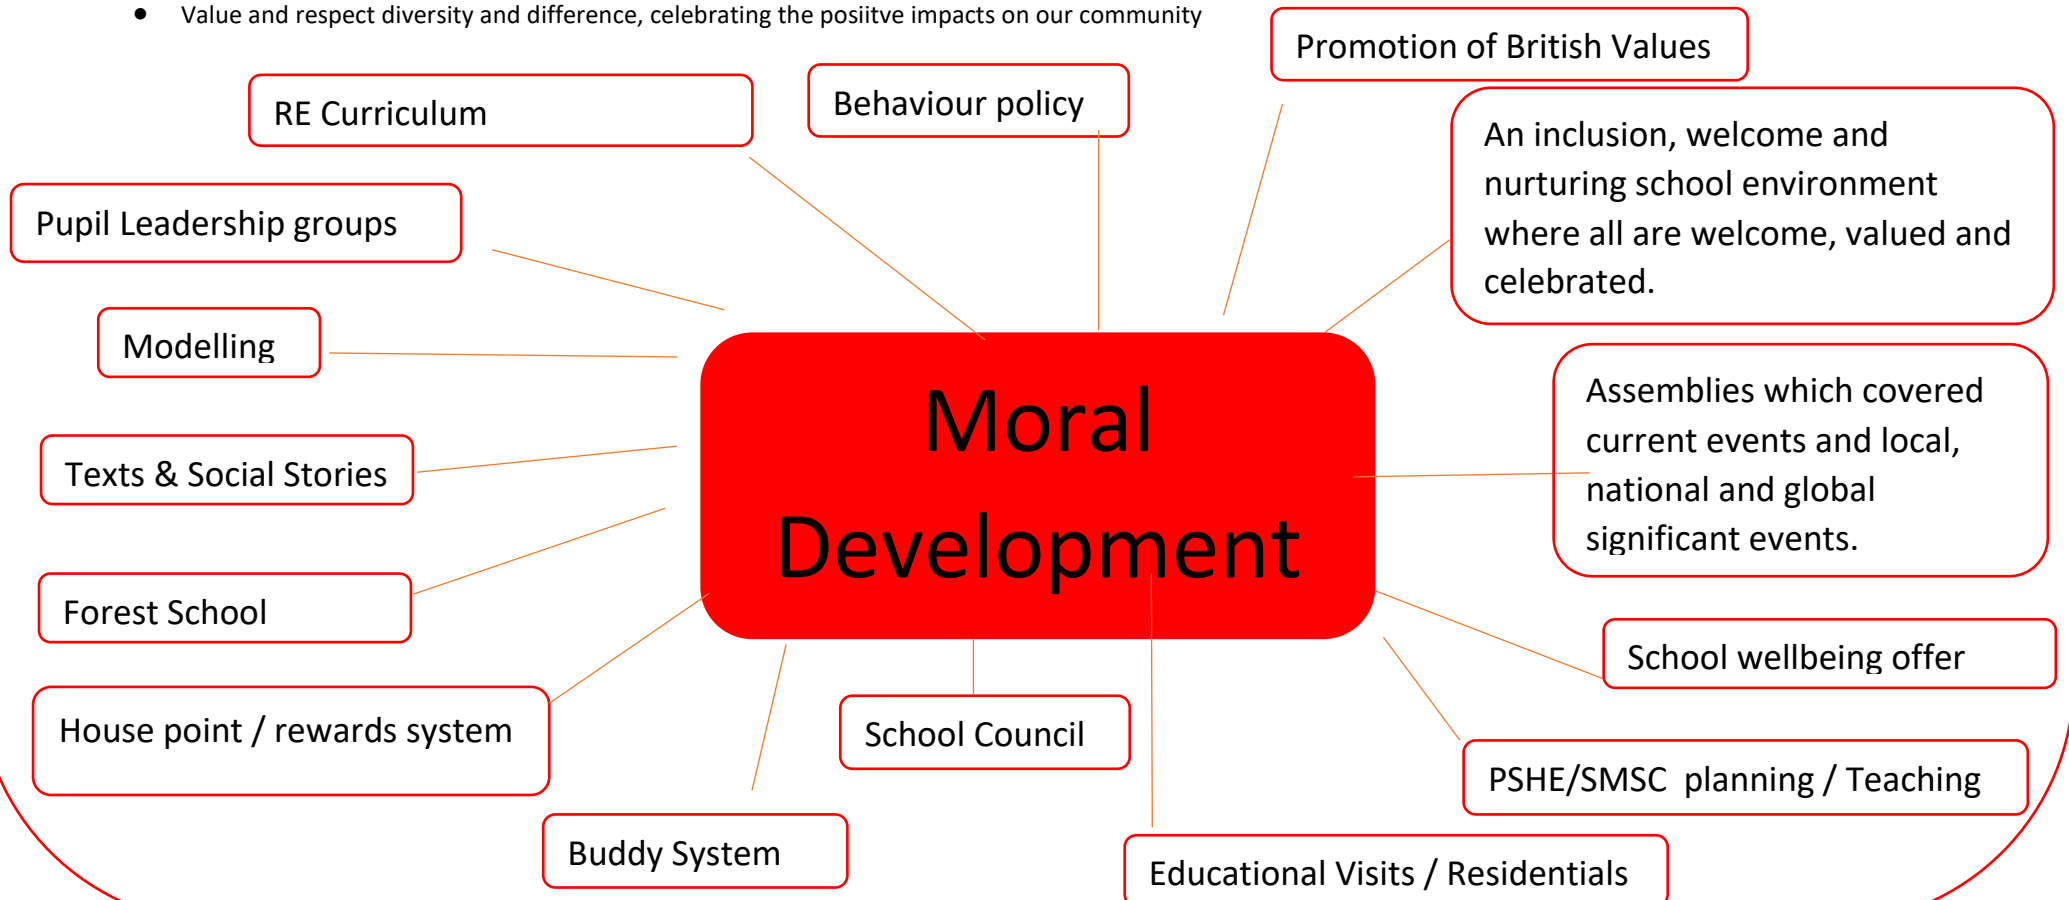 ● Value and respect diversity and difference, celebrating the posiitve impacts on our community
Promotion of British Values
Behaviour policy
RE Curriculum
An inclusion, welcome and
nurturing school environment
where all are welcome, valued and
celebrated.
Pupil Leadership groups
Modelling
Assemblies which covered
current events and local,
national and global
significant events.
Moral
Development
Texts & Social Stories
Forest School
School wellbeing offer
House point / rewards system
School Council
PSHE/SMSC  planning / Teaching
Buddy System
Educational Visits / Residentials